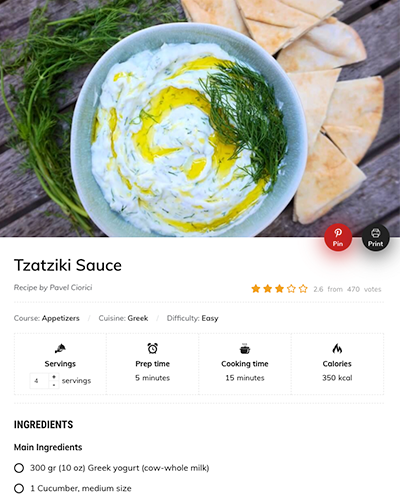 Pin
Print
Tzatziki Sauce
Recipe by Pavel Ciorici
2.6 from 470 votes
Course: Appetizers / Cuisine: Greek / Difficulty: Easy
Servings
4 servings
Prep time
5 minutes
Cooking time
15 minutes
Calories
350 kcal
INGREDIENTS
Main Ingredients
300 gr (10 oz) Greek yogurt (cow-whole milk)
1 Cucumber, medium size